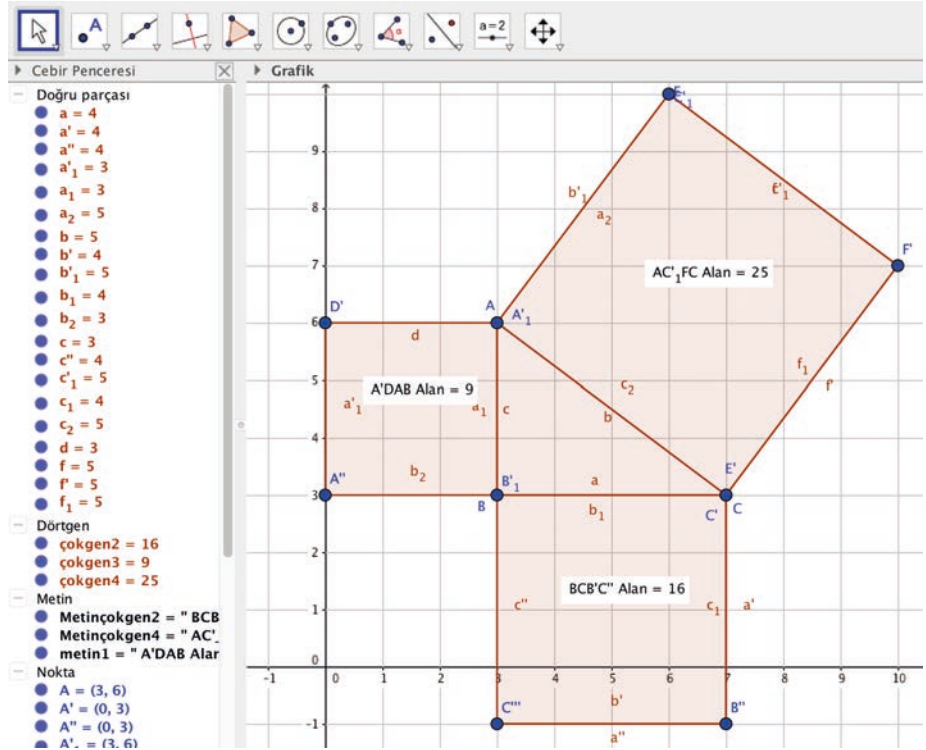 A
α
a=2
Cebir Penceresi
Grafik
Doğru parçası
a = 4
a' = 4
a'' = 4
a'₁ = 3
a₁ = 3
a₂ = 5
b = 5
b' = 4
b'₁ = 5
b₁ = 4
b₂ = 3
c = 3
c'' = 4
c'₁ = 5
c₁ = 4
c₂ = 5
d = 3
f = 5
f' = 5
f₁ = 5
Dörtgen
çokgen2 = 16
çokgen3 = 9
çokgen4 = 25
Metin
Metinçokgen2 = " BCB
Metinçokgen4 = " AC'_
metin1 = " A'DAB Alar
Nokta
A = (3, 6)
A' = (0, 3)
A'' = (0, 3)
A'₁ = (3, 6)
9
b'₁
8
a₂
F'
7
AC'₁FC Alan = 25
D'
A
A'₁
6
d
f₁
f'
5
A'DAB Alan = 9
c₂
a'₁
a₁
c
b
4
b₂
A''
B'₁
a
E'
3
B
b₁
C'
C
2
BCB'C'' Alan = 16
1
c''
c₁
a'
0
-1 0 1 2 3 4 5 6 7 8 9 10
b'
C'''
B''
-1
a''